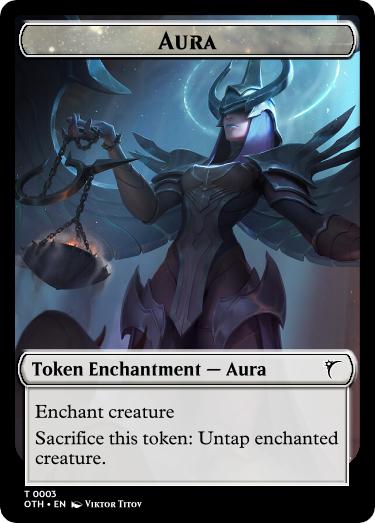 Aura
Token Enchantment — Aura
Enchant creature
Sacrifice this token: Untap enchanted
creature.
T 0003
OTH • EN Viktor Titov